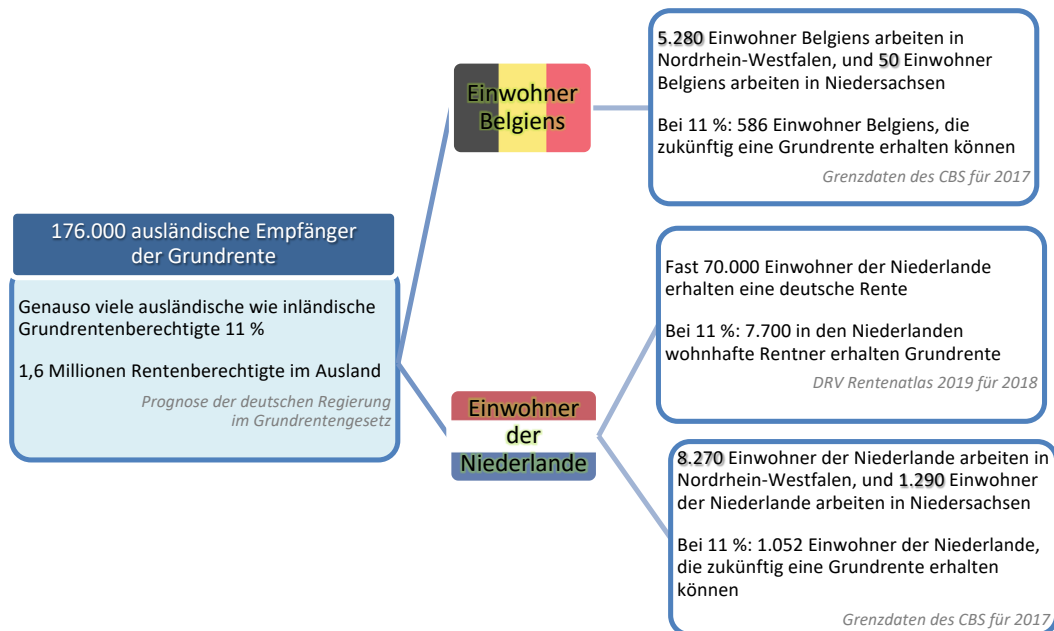 176.000 ausländische Empfänger
der Grundrente
Genauso viele ausländische wie inländische
Grundrentenberechtigte 11 %
1,6 Millionen Rentenberechtigte im Ausland
Prognose der deutschen Regierung
im Grundrentengesetz
Einwohner
Belgiens
5.280 Einwohner Belgiens arbeiten in
Nordrhein-Westfalen, und 50 Einwohner
Belgiens arbeiten in Niedersachsen
Bei 11 %: 586 Einwohner Belgiens, die
zukünftig eine Grundrente erhalten können
Grenzdaten des CBS für 2017
Einwohner
der
Niederlande
Fast 70.000 Einwohner der Niederlande
erhalten eine deutsche Rente
Bei 11 %: 7.700 in den Niederlanden
wohnhafte Rentner erhalten Grundrente
DRV Rentenatlas 2019 für 2018
8.270 Einwohner der Niederlande arbeiten in
Nordrhein-Westfalen, und 1.290 Einwohner
der Niederlande arbeiten in Niedersachsen
Bei 11 %: 1.052 Einwohner der Niederlande,
die zukünftig eine Grundrente erhalten
können
Grenzdaten des CBS für 2017